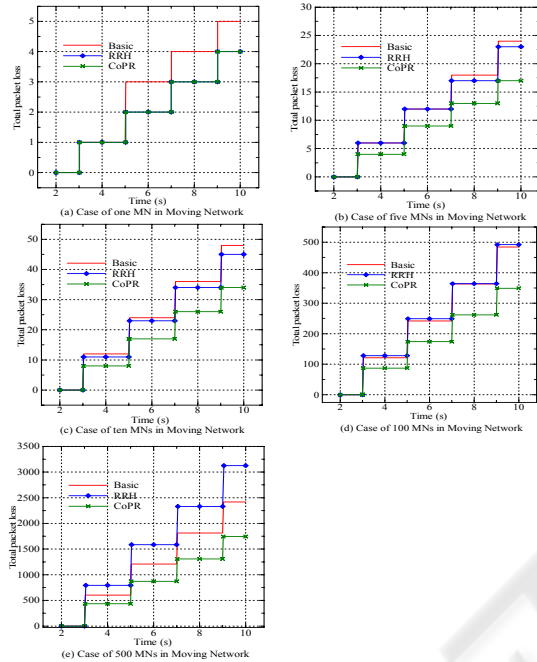 5
4
3
2
1
0
Total packet loss
Basic
RRH
CoPR
2 4 6 8 10
Time (s)
(a) Case of one MN in Moving Network
30
25
20
15
10
5
0
Total packet loss
Basic
RRH
CoPR
2 4 6 8 10
Time (s)
(b) Case of five MNs in Moving Network
50
40
30
20
10
0
Total packet loss
Basic
RRH
CoPR
2 4 6 8 10
Time (s)
(c) Case of ten MNs in Moving Network
500
400
300
200
100
0
Total packet loss
Basic
RRH
CoPR
2 4 6 8 10
Time (s)
(d) Case of 100 MNs in Moving Network
3500
3000
2500
2000
1500
1000
500
0
Total packet loss
Basic
RRH
CoPR
2 4 6 8 10
Time (s)
(e) Case of 500 MNs in Moving Network